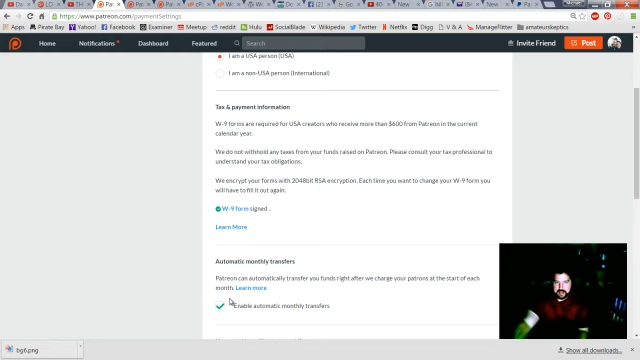 https://www.patreon.com/paymentSettings
Yahoo
Pirate Bay
Examiner
Hulu
SocialBlade
Twitter
Netflix
Drudge
ManageFlitter
amateurskeptics
Home
Notifications
Dashboard
Featured
Search
Invite Friend
Post
I am a USA person (USA)
I am a non-USA person (International)
Tax & payment information
W-9 forms are required for USA creators who receive more than $600 from Patreon in the current
calendar year.
We do not withhold any taxes from your funds raised on Patreon. Please consult your tax professional to
understand your tax obligations.
We encrypt your forms with 2048bit RSA encryption. Each time you want to change your W-9 form you
will have to fill it out again.
W-9 form signed .
Learn More
Automatic monthly transfers
Patreon can automatically transfer you funds right after we charge your patrons at the start of each
month. Learn more
Enable automatic monthly transfers
bg6.png
Show all downloads...